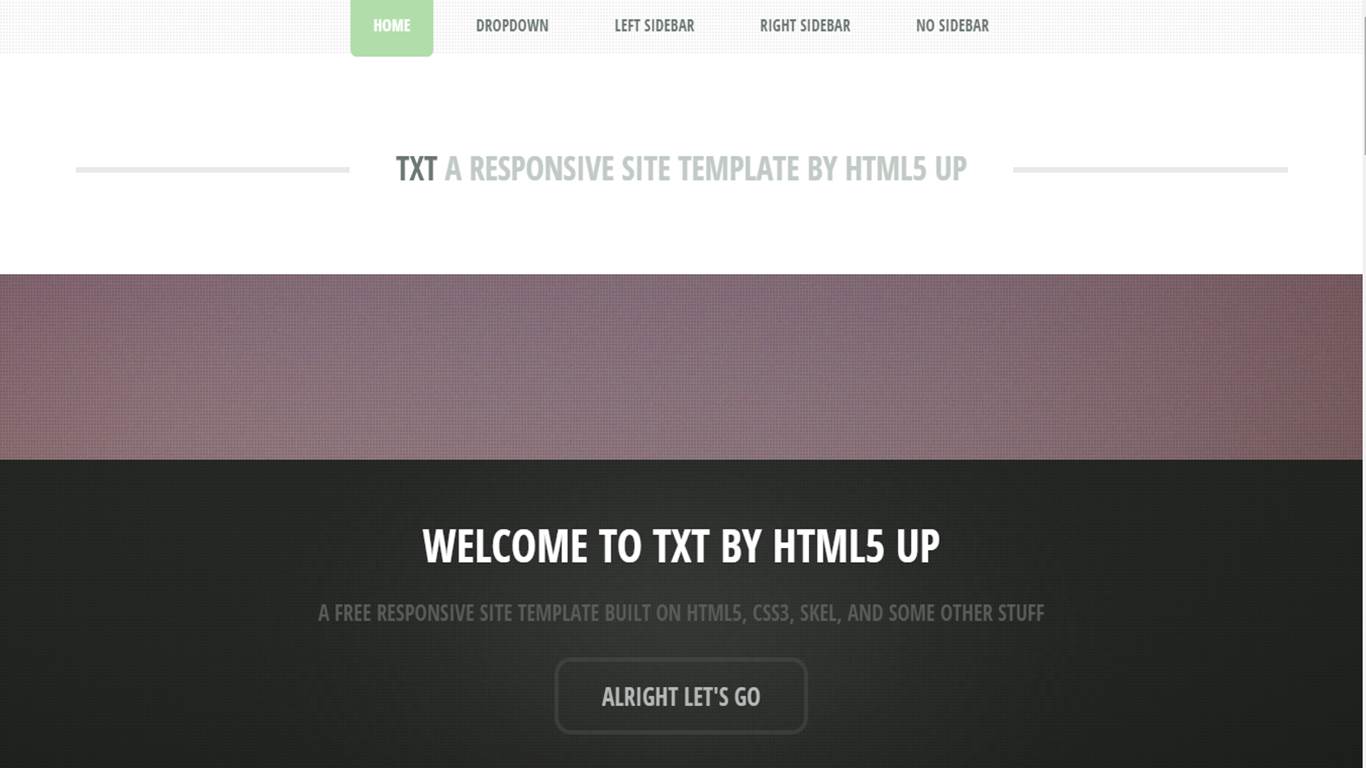 HOME DROPDOWN LEFT SIDEBAR RIGHT SIDEBAR NO SIDEBAR
TXT A RESPONSIVE SITE TEMPLATE BY HTML5 UP
WELCOME TO TXT BY HTML5 UP
A FREE RESPONSIVE SITE TEMPLATE BUILT ON HTML5, CSS3, SKEL, AND SOME OTHER STUFF
ALRIGHT LET'S GO